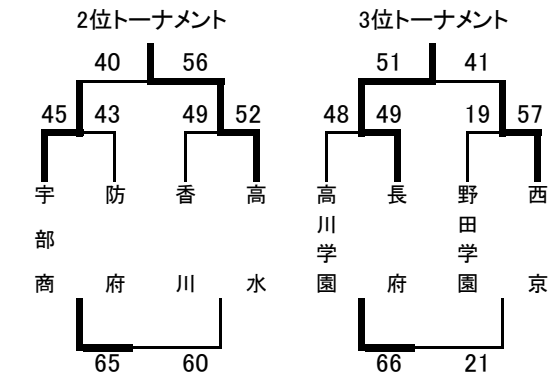 2位トーナメント
3位トーナメント
40 56
51 41
45 43 49 52
48 49 19 57
宇部商
防府
香川
高水
高川学園
長府
野田学園
西京
65 60
66 21